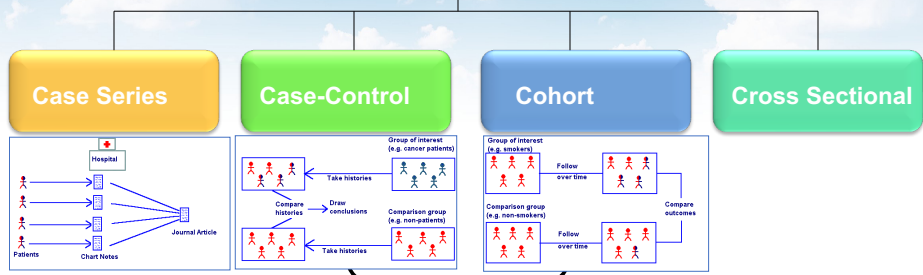 Case Series
Case-Control
Cohort
Cross Sectional
Hospital
Patients
Chart Notes
Journal Article
Group of interest
(e.g. cancer patients)
Take histories
Compare
histories
Draw
conclusions
Comparison group
(e.g. non-patients)
Take histories
Group of interest
(e.g. smokers)
Follow
over time
Compare
outcomes
Comparison group
(e.g. non-smokers)
Follow
over time